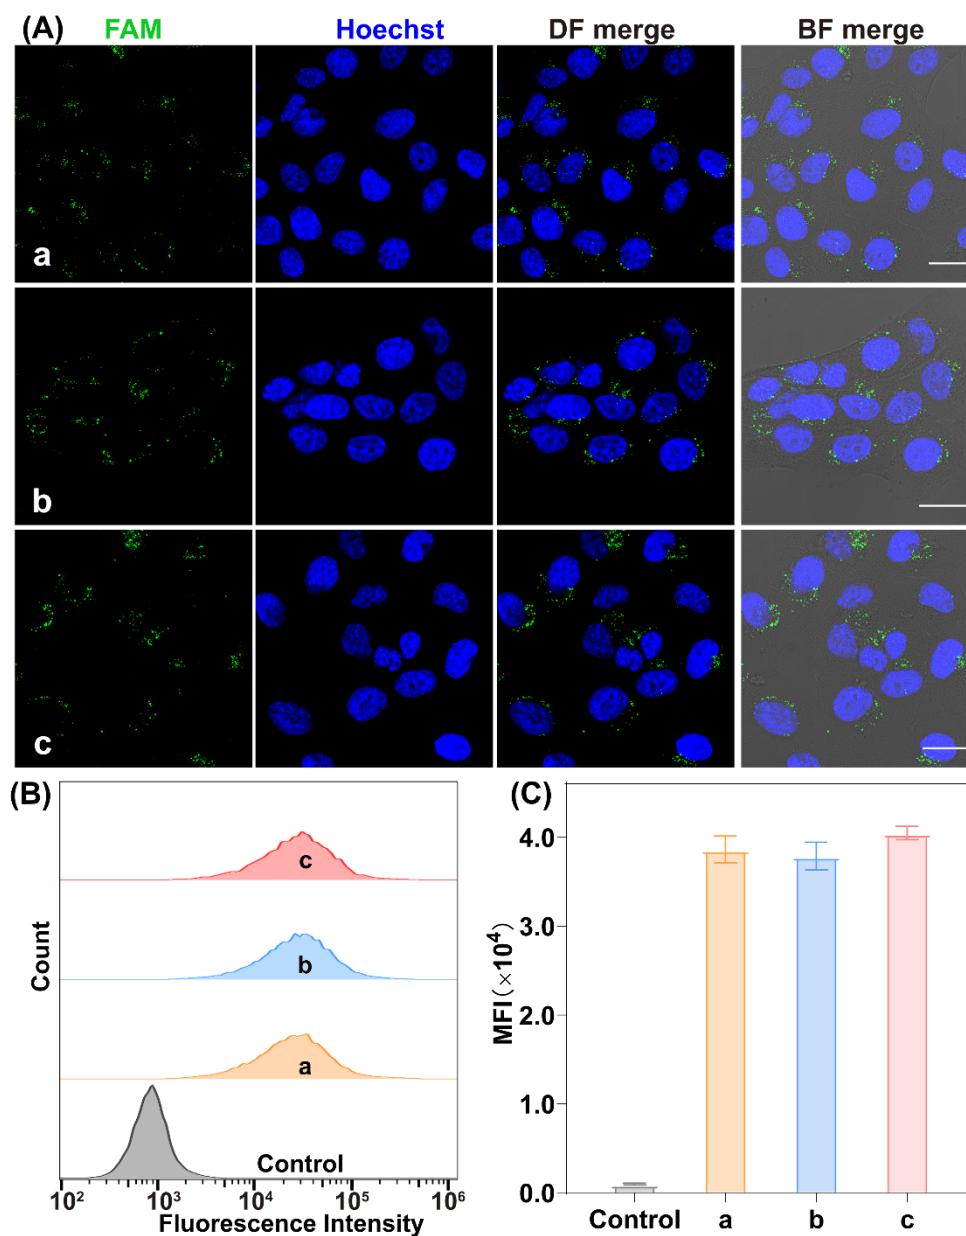 (A) FAM Hoechst DF merge BF merge
a
b
c
(B)
c
b
a
Control
Count
10² 10³ 10⁴ 10⁵ 10⁶
Fluorescence Intensity
(C)
MFI(×10⁴)
4.0
3.0
2.0
1.0
0.0
Control a b c